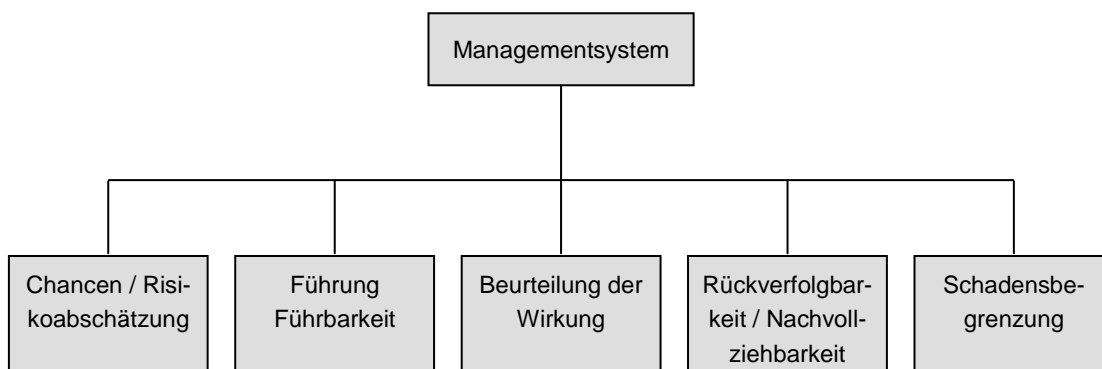 Managementsystem
Chancen / Risi-
koabschätzung
Führung
Führbarkeit
Beurteilung der
Wirkung
Rückverfolgbar-
keit / Nachvoll-
ziehbarkeit
Schadensbe-
grenzung